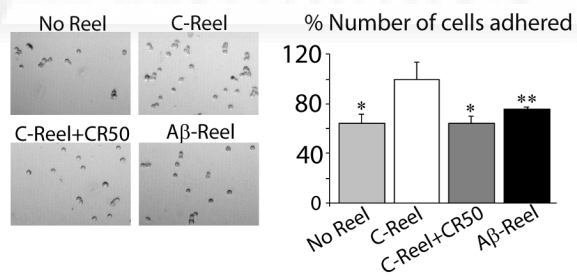 No Reel
C-Reel
C-Reel+CR50
Aβ-Reel
% Number of cells adhered
120
80
40
0
*
*
**
No Reel
C-Reel
C-Reel+CR50
Aβ-Reel